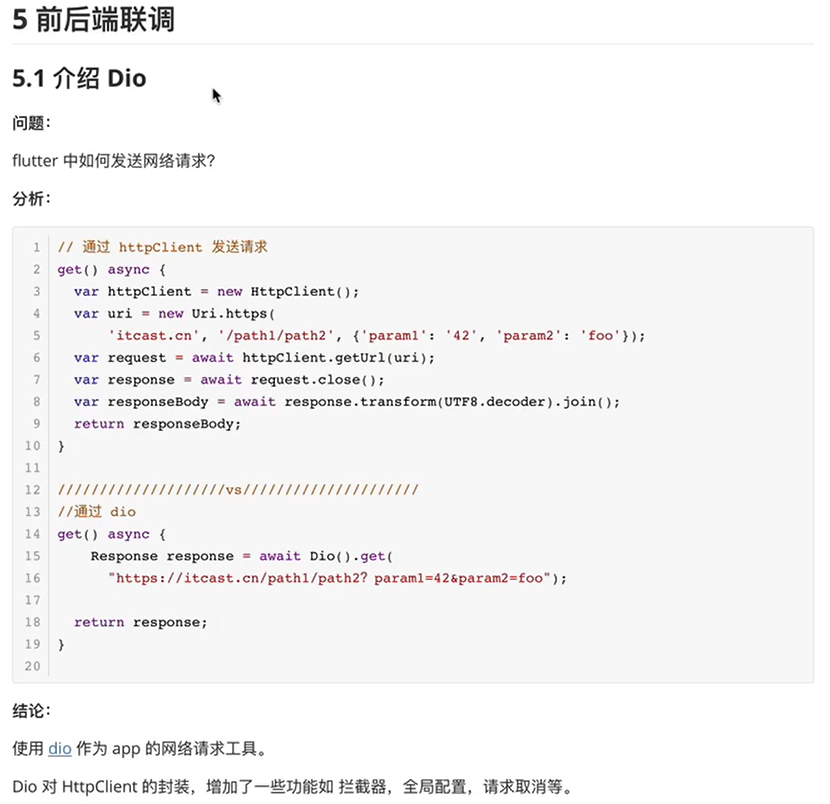 5 前后端联调
5.1 介绍 Dio
问题：
flutter 中如何发送网络请求？
分析：
1 // 通过 httpClient 发送请求
2 get() async {
3   var httpClient = new HttpClient();
4   var uri = new Uri.https(
5       'itcast.cn', '/path1/path2', {'param1': '42', 'param2': 'foo'});
6   var request = await httpClient.getUrl(uri);
7   var response = await request.close();
8   var responseBody = await response.transform(UTF8.decoder).join();
9   return responseBody;
10 }
11
12 ////////////////////vs/////////////////////
13 //通过 dio
14 get() async {
15     Response response = await Dio().get(
16       "https://itcast.cn/path1/path2? param1=42&param2=foo");
17
18   return response;
19 }
20
结论：
使用 dio 作为 app 的网络请求工具。
Dio 对 HttpClient 的封装，增加了一些功能如 拦截器，全局配置，请求取消等。